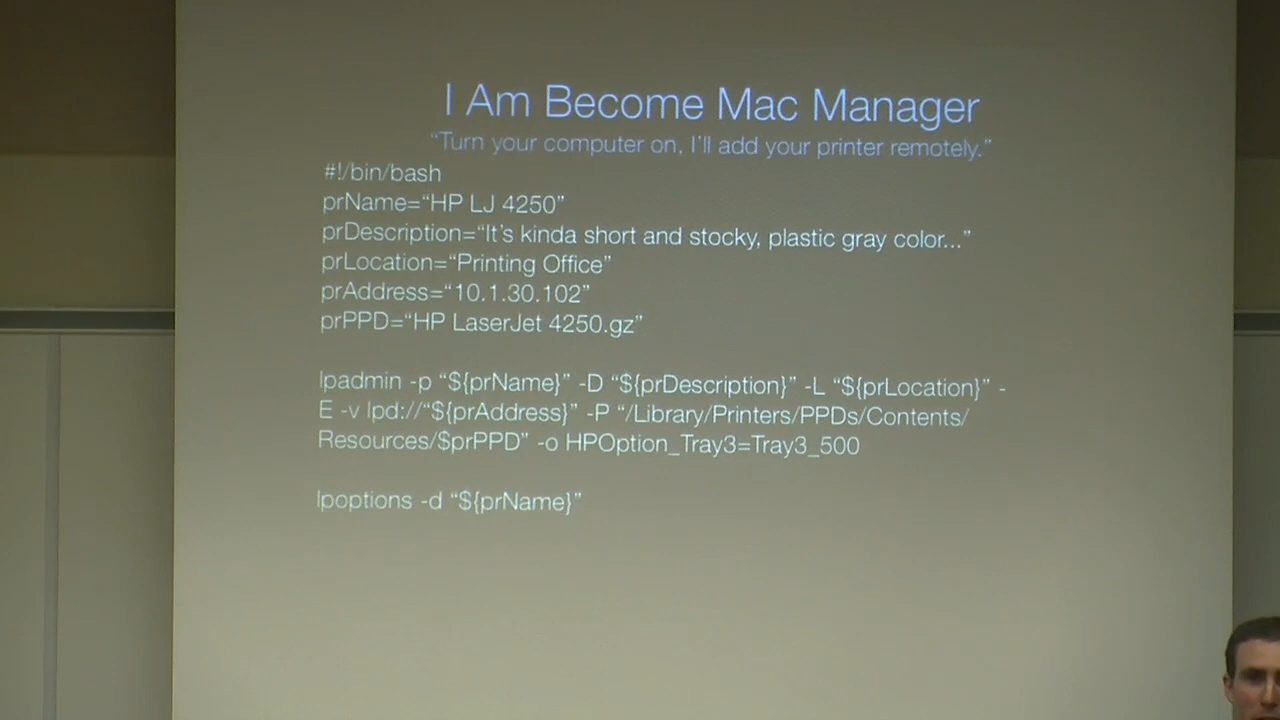 I Am Become Mac Manager
“Turn your computer on, I’ll add your printer remotely.”
#!/bin/bash
prName=“HP LJ 4250”
prDescription=“It’s kinda short and stocky, plastic gray color...”
prLocation=“Printing Office”
prAddress=“10.1.30.102”
prPPD=“HP LaserJet 4250.gz”
lpadmin -p “${prName}” -D “${prDescription}” -L “${prLocation}” -
E -v lpd://“${prAddress}” -P “/Library/Printers/PPDs/Contents/
Resources/$prPPD” -o HPOption_Tray3=Tray3_500
lpoptions -d “${prName}”